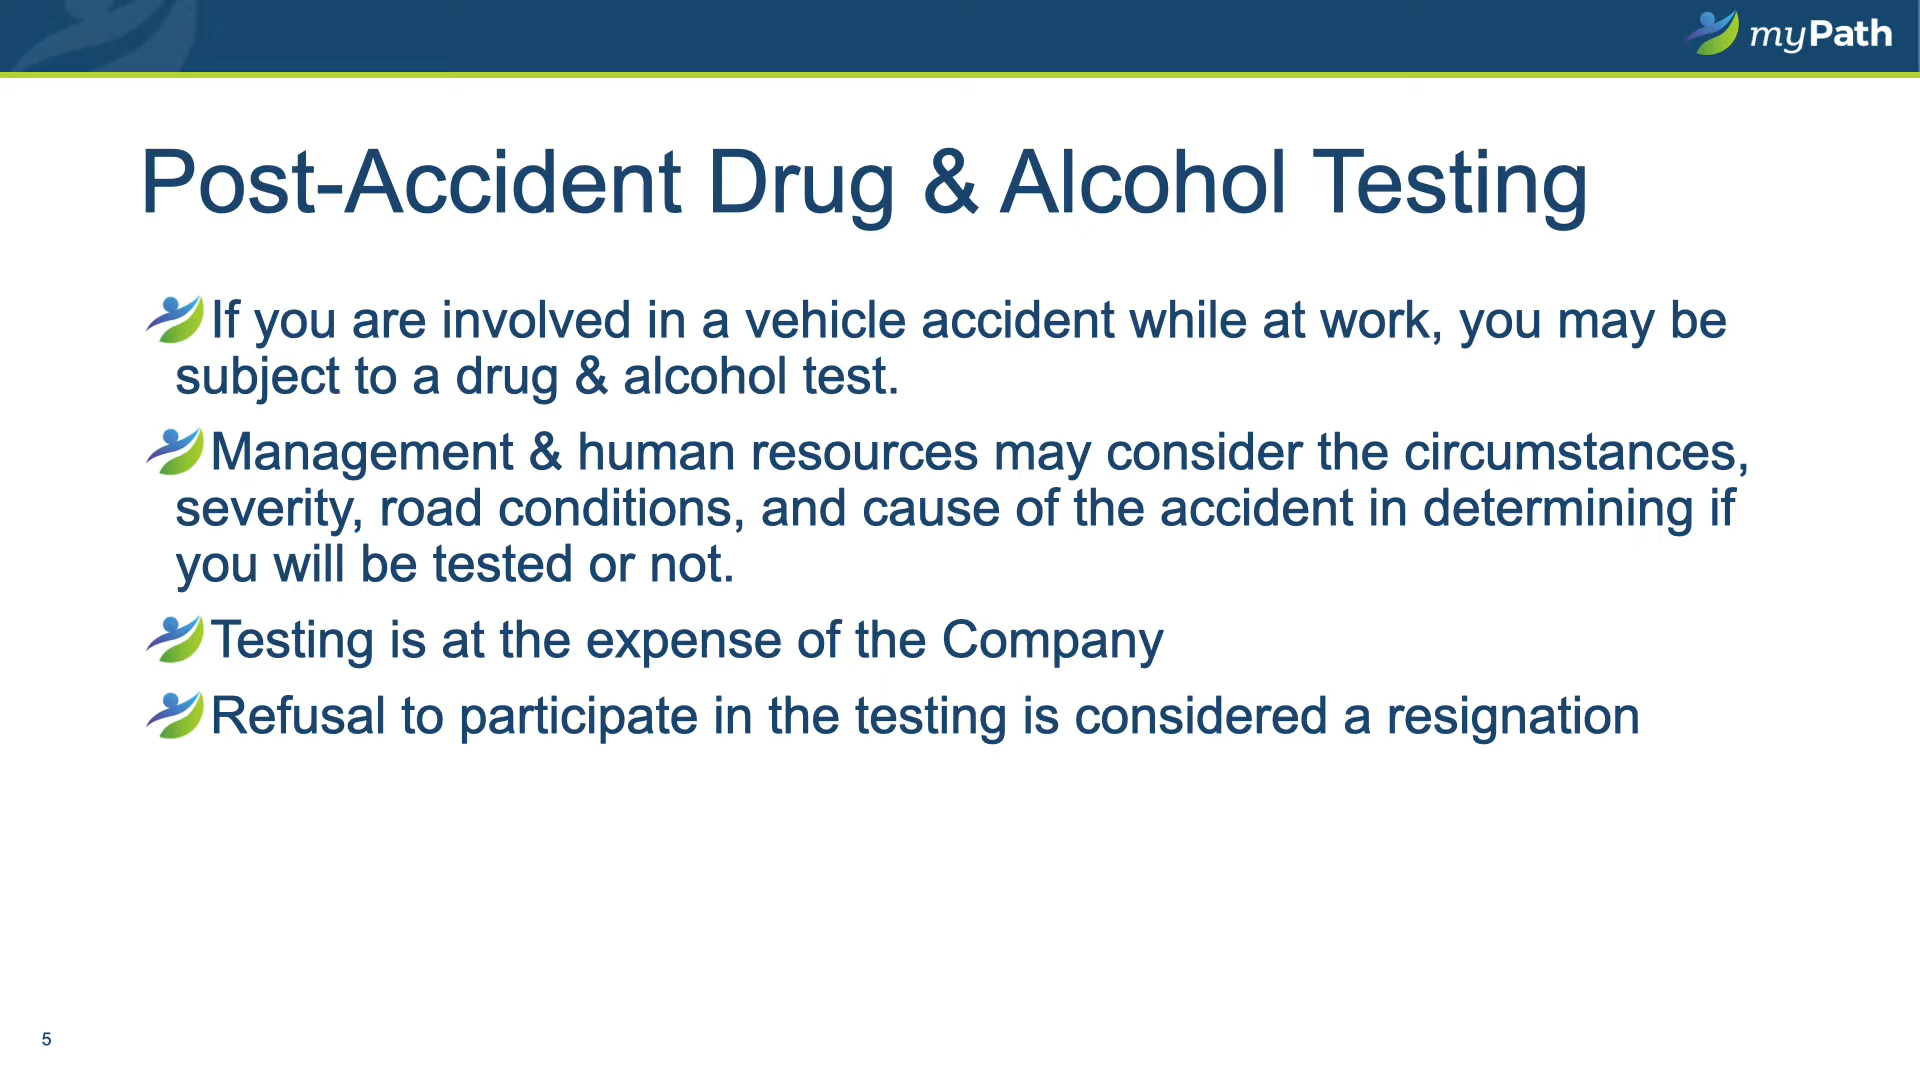 myPath
Post-Accident Drug & Alcohol Testing
If you are involved in a vehicle accident while at work, you may be
subject to a drug & alcohol test.
Management & human resources may consider the circumstances,
severity, road conditions, and cause of the accident in determining if
you will be tested or not.
Testing is at the expense of the Company
Refusal to participate in the testing is considered a resignation
5